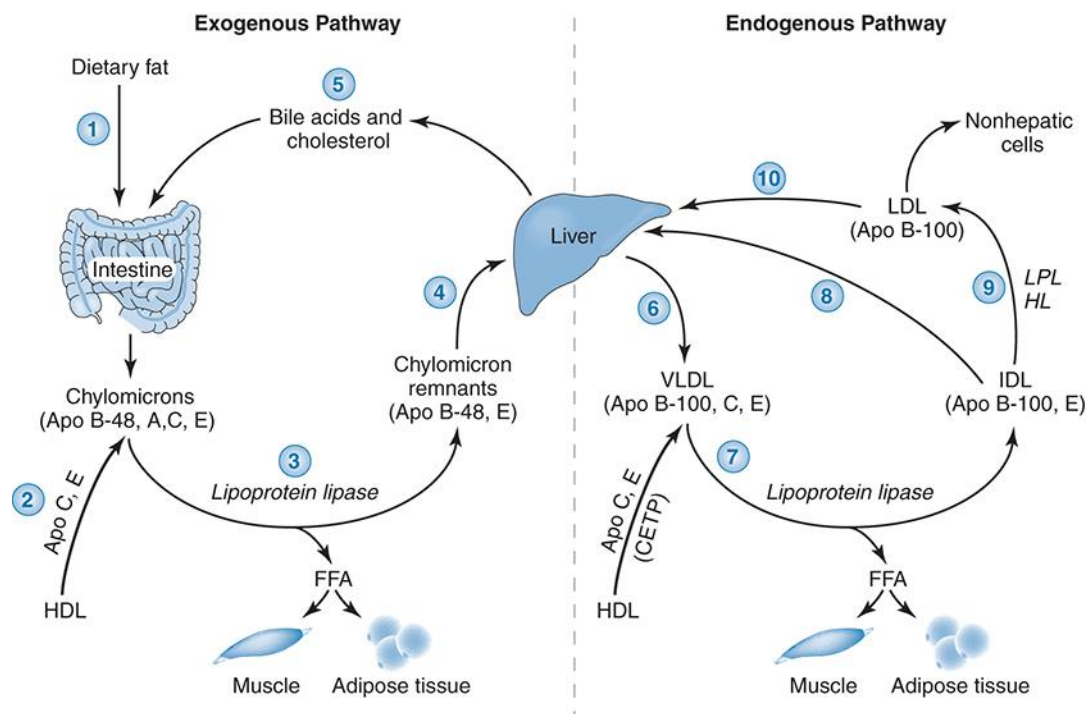 Exogenous Pathway
Dietary fat
1
5
Bile acids and
cholesterol
Intestine
Liver
4
Chylomicrons
(Apo B-48, A,C, E)
Chylomicron
remnants
(Apo B-48, E)
2
Apo C, E
HDL
3
Lipoprotein lipase
FFA
Muscle
Adipose tissue
Endogenous Pathway
Nonhepatic
cells
10
LDL
(Apo B-100)
9
LPL
HL
8
6
VLDL
(Apo B-100, C, E)
IDL
(Apo B-100, E)
7
Lipoprotein lipase
Apo C, E
(CETP)
HDL
FFA
Muscle
Adipose tissue